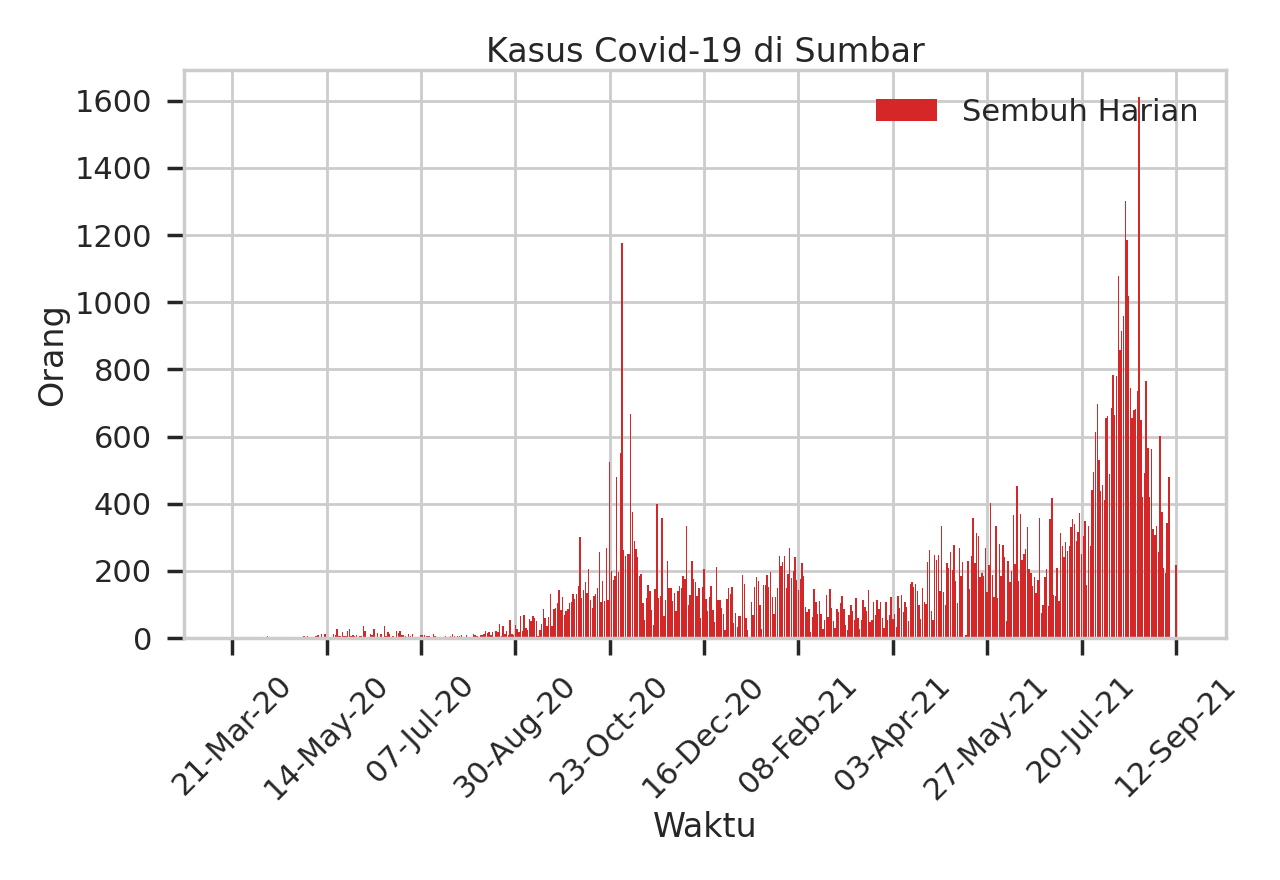 Kasus Covid-19 di Sumbar
Sembuh Harian
1600
1400
1200
1000
800
600
400
200
0
Orang
21-Mar-20
14-May-20
07-Jul-20
30-Aug-20
23-Oct-20
16-Dec-20
08-Feb-21
03-Apr-21
27-May-21
20-Jul-21
12-Sep-21
Waktu